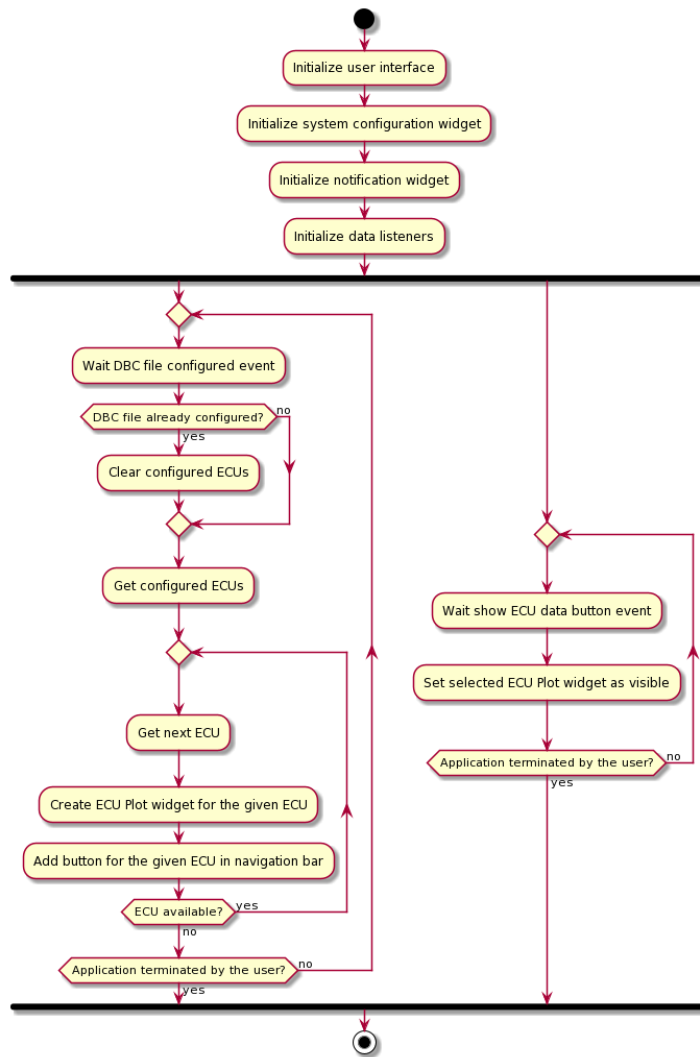 Initialize user interface
Initialize system configuration widget
Initialize notification widget
Initialize data listeners
Wait DBC file configured event
DBC file already configured?
no
yes
Clear configured ECUs
Get configured ECUs
Get next ECU
Create ECU Plot widget for the given ECU
Add button for the given ECU in navigation bar
ECU available?
yes
no
Application terminated by the user?
no
yes
Wait show ECU data button event
Set selected ECU Plot widget as visible
Application terminated by the user?
no
yes